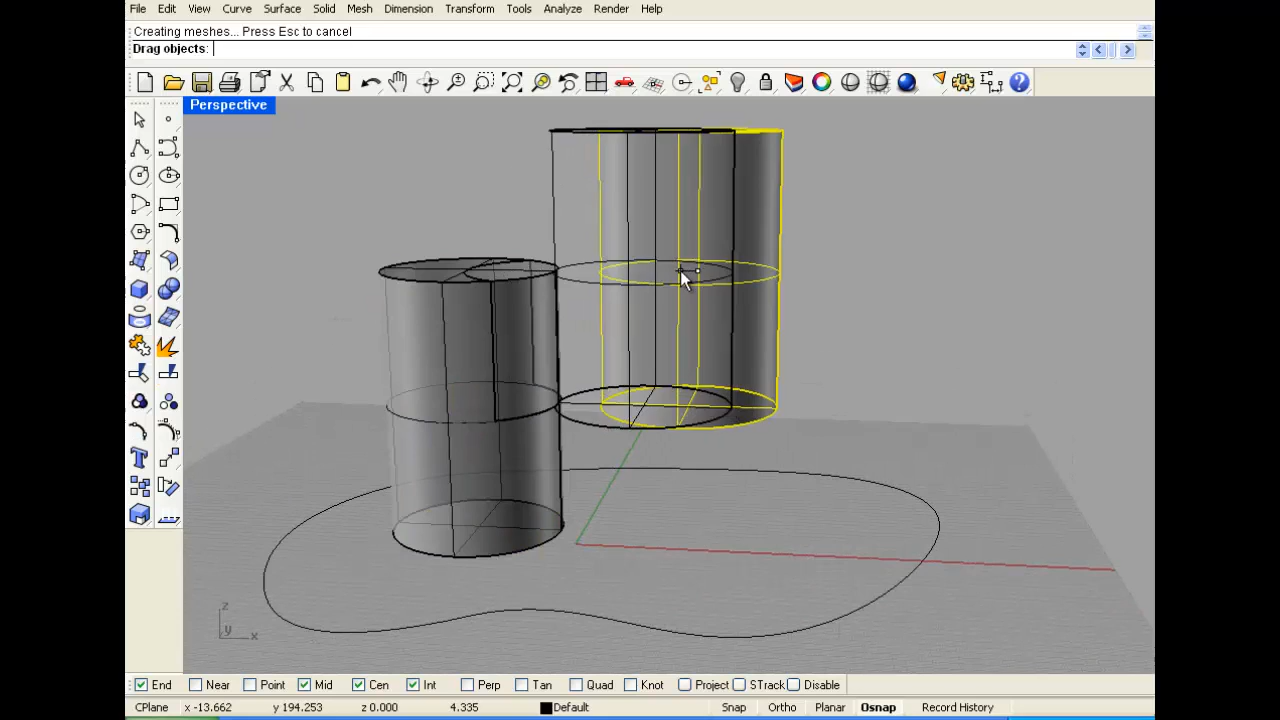 File Edit View Curve Surface Solid Mesh Dimension Transform Tools Analyze Render Help
Creating meshes... Press Esc to cancel
Drag objects:
Perspective
z
y x
End Near Point Mid Cen Int Perp Tan Quad Knot Project STrack Disable
CPlane x -13.662 y 194.253 z 0.000 4.335 Default Snap Ortho Planar Osnap Record History